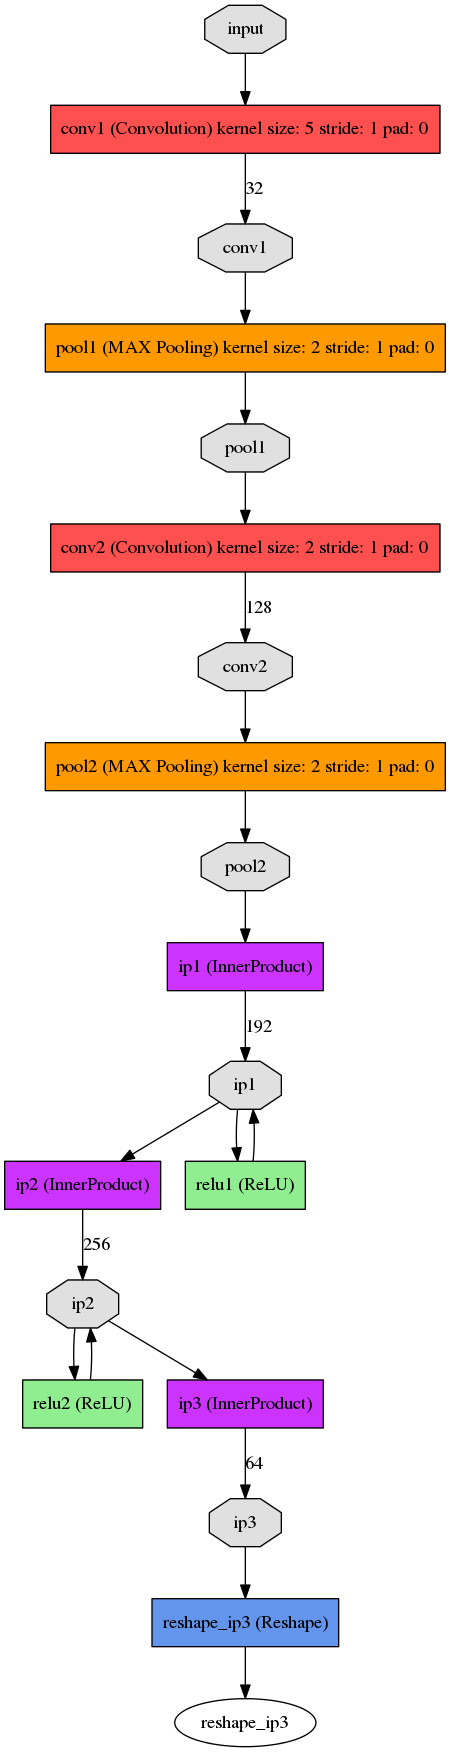 input
conv1 (Convolution) kernel size: 5 stride: 1 pad: 0
32
conv1
pool1 (MAX Pooling) kernel size: 2 stride: 1 pad: 0
pool1
conv2 (Convolution) kernel size: 2 stride: 1 pad: 0
128
conv2
pool2 (MAX Pooling) kernel size: 2 stride: 1 pad: 0
pool2
ip1 (InnerProduct)
192
ip1
ip2 (InnerProduct)
relu1 (ReLU)
256
ip2
relu2 (ReLU)
ip3 (InnerProduct)
64
ip3
reshape_ip3 (Reshape)
reshape_ip3